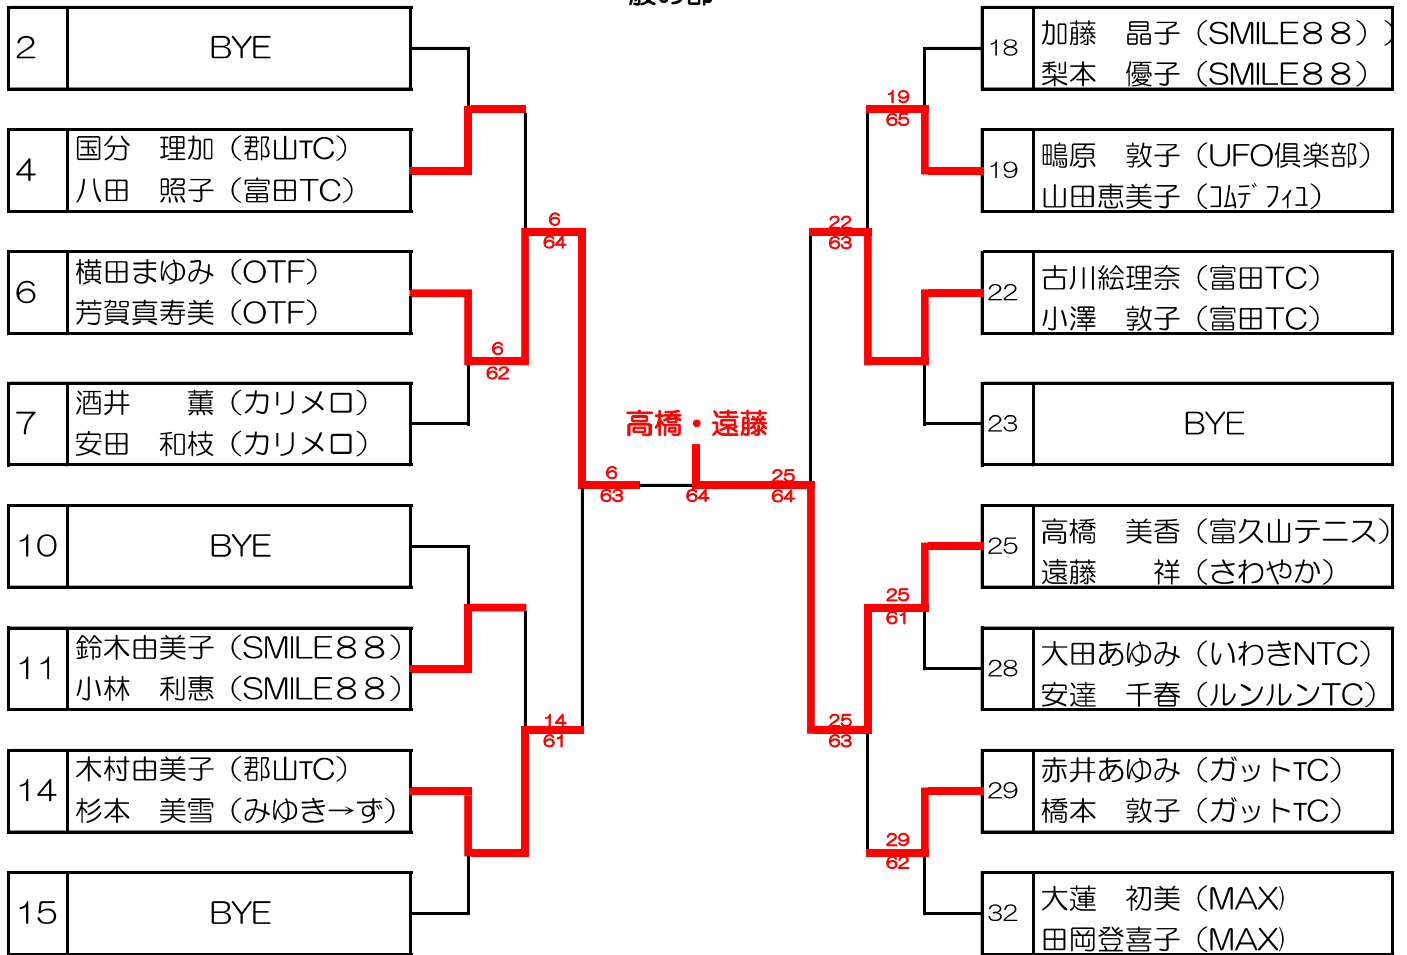 般の部
2
BYE
4
国分　理加（郡山TC）
八田　照子（富田TC）
6
横田まゆみ（OTF）
芳賀真寿美（OTF）
7
酒井　　薫（カリメロ）
安田　和枝（カリメロ）
10
BYE
11
鈴木由美子（SMILE８８）
小林　利惠（SMILE８８）
14
木村由美子（郡山TC）
杉本　美雪（みゆき→ず）
15
BYE
6
64
6
62
6
63
14
61
高橋・遠藤
64
25
64
22
63
19
65
25
61
25
63
29
62
18
加藤　晶子（SMILE８８）)
梨本　優子（SMILE８８）
19
鴫原　敦子（UFO倶楽部）
山田恵美子（ｺﾑﾃﾞﾌｨﾕ）
22
古川絵理奈（富田TC）
小澤　敦子（富田TC）
23
BYE
25
高橋　美香（富久山テニス）
遠藤　　祥（さわやか）
28
大田あゆみ（いわきNTC）
安達　千春（ルンルンTC）
29
赤井あゆみ（ガットTC）
橋本　敦子（ガットTC）
32
大蓮　初美（MAX）
田岡登喜子（MAX）